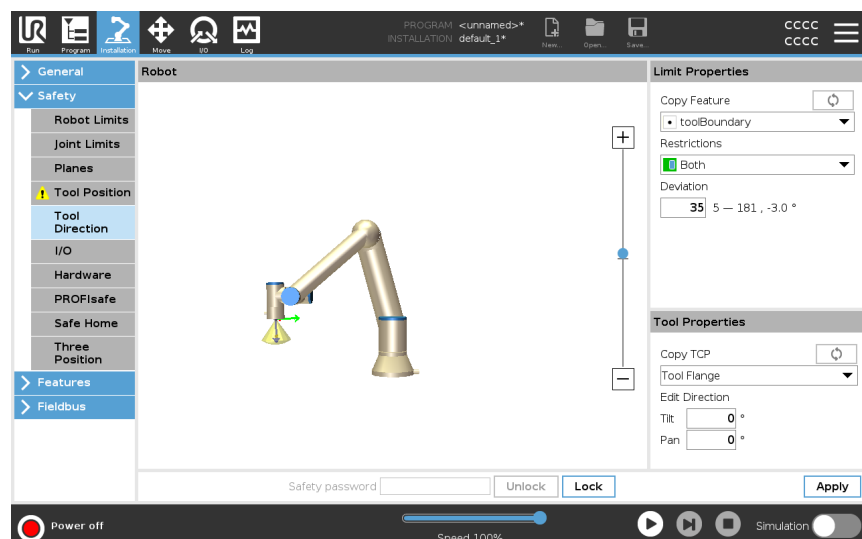 PROGRAM <unnamed>*
INSTALLATION default_1*
Run
Program
Installation
Move
I/O
Log
New...
Open...
Save...
CCCC
CCCC
General
Safety
Robot Limits
Joint Limits
Planes
Tool Position
Tool
Direction
I/O
Hardware
PROFIsafe
Safe Home
Three
Position
Features
Fieldbus
Robot
Safety password
Unlock
Lock
Limit Properties
Copy Feature
toolBoundary
Restrictions
Both
Deviation
35 5 — 181 , -3.0 °
Tool Properties
Copy TCP
Tool Flange
Edit Direction
Tilt 0 °
Pan 0 °
Apply
Power off
Speed 100%
Simulation